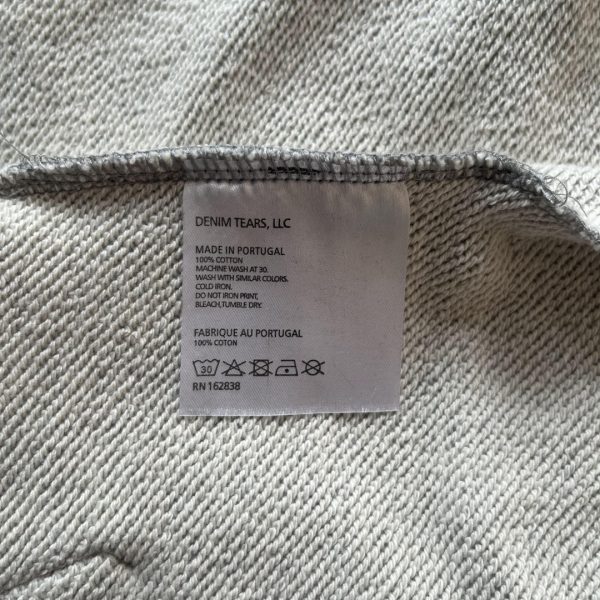 DENIM TEARS, LLC
MADE IN PORTUGAL
100% COTTON
MACHINE WASH AT 30.
WASH WITH SIMILAR COLORS.
COLD IRON.
DO NOT IRON PRINT,
BLEACH,TUMBLE DRY.
FABRIQUE AU PORTUGAL
100% COTON
30
RN 162838